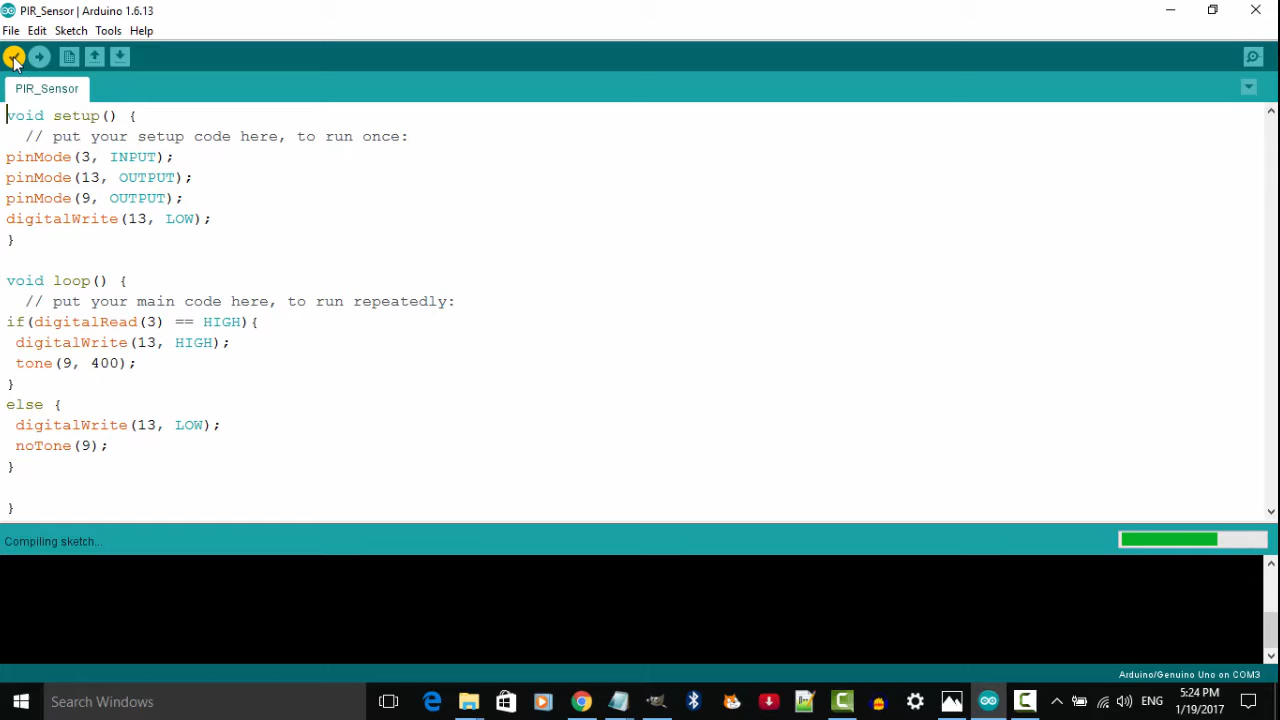 PIR_Sensor | Arduino 1.6.13
File Edit Sketch Tools Help
PIR_Sensor
void setup() {
  // put your setup code here, to run once:
pinMode(3, INPUT);
pinMode(13, OUTPUT);
pinMode(9, OUTPUT);
digitalWrite(13, LOW);
}
void loop() {
  // put your main code here, to run repeatedly:
if(digitalRead(3) == HIGH){
 digitalWrite(13, HIGH);
 tone(9, 400);
}
else {
 digitalWrite(13, LOW);
 noTone(9);
}
}
Compiling sketch...
Arduino/Genuino Uno on COM3
Search Windows
ENG
5:24 PM
1/19/2017